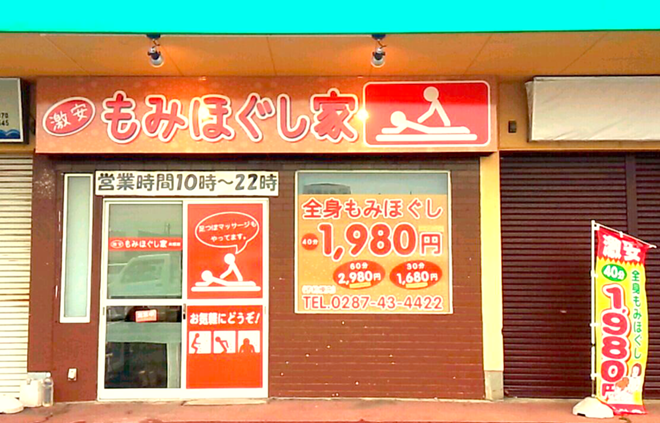 激安
もみほぐし家
営業時間10時～22時
足つぼマッサージも
やってます。
もみほぐし家
お気軽にどうぞ!
全身もみほぐし
40分 1,980円
60分 30分
2,980円 1,680円
TEL.0287-43-4422
激安
40分
全身もみほぐし
1,980円